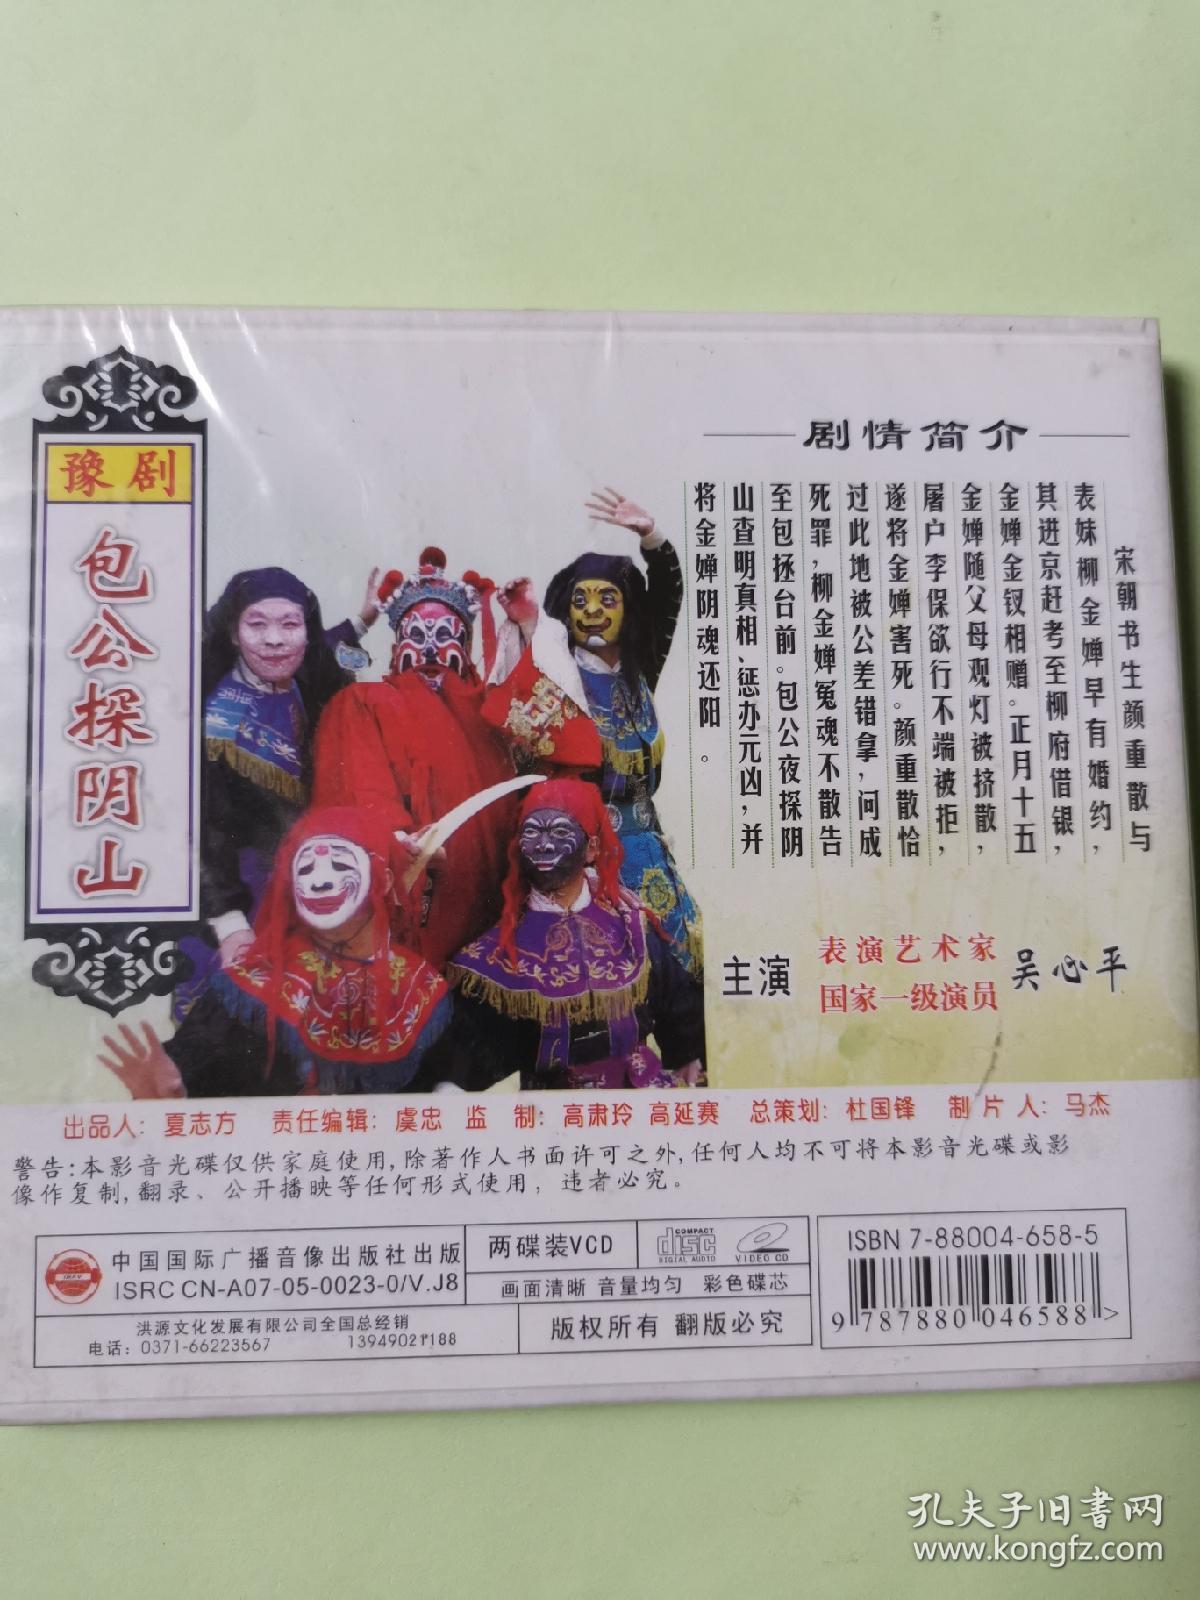 豫剧
包公探阴山
剧情简介
宋朝书生颜重散与
表妹柳金婵早有婚约，
其进京赶考至柳府借银，
金婵金钗相赠。正月十五
金婵随父母观灯被挤散，
屠户李保欲行不端被拒，
遂将金婵害死。颜重散恰
过此地被公差错拿，问成
死罪，柳金婵冤魂不散告
至包拯台前。包公夜探阴
山查明真相、惩办元凶，并
将金婵阴魂还阳。
主演 表演艺术家
国家一级演员 吴心平
出品人：夏志方 责任编辑：虞忠 监 制：高肃玲 高延赛 总策划：杜国锋 制片人：马杰
警告：本影音光碟仅供家庭使用，除著作人书面许可之外，任何人均不可将本影音光碟或影
像作复制，翻录、公开播映等任何形式使用，违者必究。
中国国际广播音像出版社出版
ISRC CN-A07-05-0023-0/V.J8
洪源文化发展有限公司全国总经销
电话：0371-66223567
两碟装VCD
COMPACT
disc
DIGITAL AUDIO
VIDEO CD
画面清晰 音量均匀 彩色碟芯
版权所有 翻版必究
ISBN 7-88004-658-5
9 787880 046588 >
孔夫子旧书网
www.kongfz.com